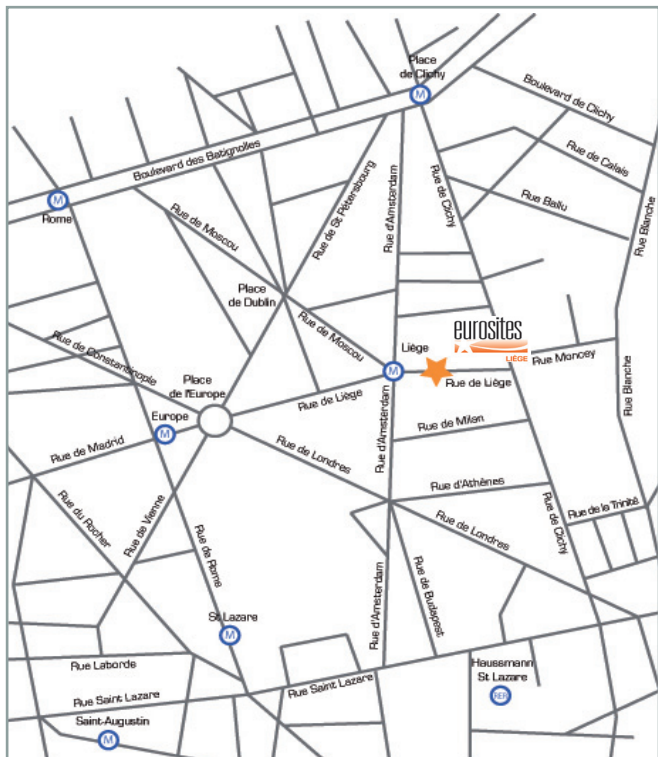 Place
de Clichy
M
Boulevard de Clichy
Boulevard des Batignolles
Rue de Calais
M
Rome
Rue de Moscou
Rue de St Pétersbourg
Rue d'Amsterdam
Rue de Clichy
Rue Ballu
Rue Blanche
Place
de Dublin
Rue de Constantinople
Rue de Moscou
Liège
eurosites
LIÈGE
Rue Moncey
M
Rue de Liège
Place
de l'Europe
Rue de Liège
Rue Blanche
Europe
M
Rue de Milan
Rue de Madrid
Rue de Londres
Rue d'Amsterdam
Rue d'Athènes
Rue du Rocher
Rue de Vienne
Rue de Londres
Rue de Clichy
Rue de la Trinité
Rue de Rome
Rue d'Amsterdam
Rue de Budapest
St Lazare
M
Rue Laborde
Rue Saint Lazare
Haussmann
St Lazare
RER
Rue Saint Lazare
Saint-Augustin
M